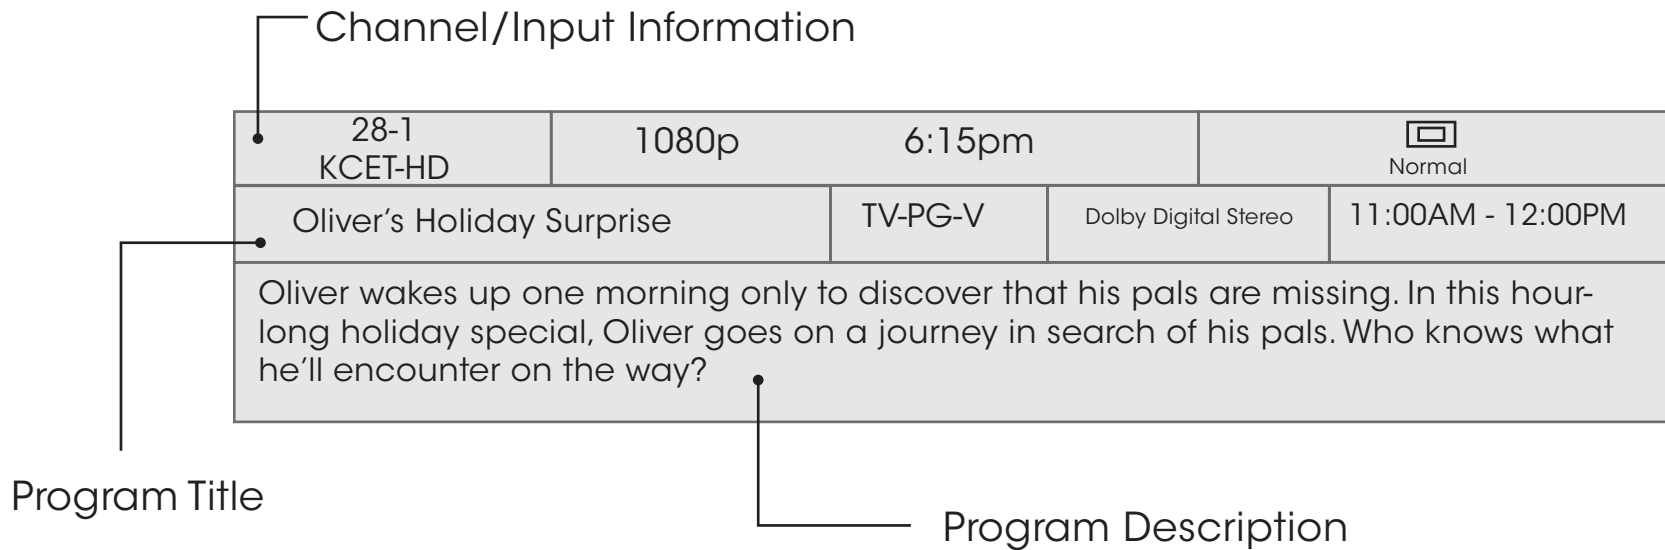 Channel/Input Information
28-1
KCET-HD
1080p
6:15pm
Normal
Oliver's Holiday Surprise
TV-PG-V
Dolby Digital Stereo
11:00AM - 12:00PM
Oliver wakes up one morning only to discover that his pals are missing. In this hour-
long holiday special, Oliver goes on a journey in search of his pals. Who knows what
he'll encounter on the way?
Program Title
Program Description